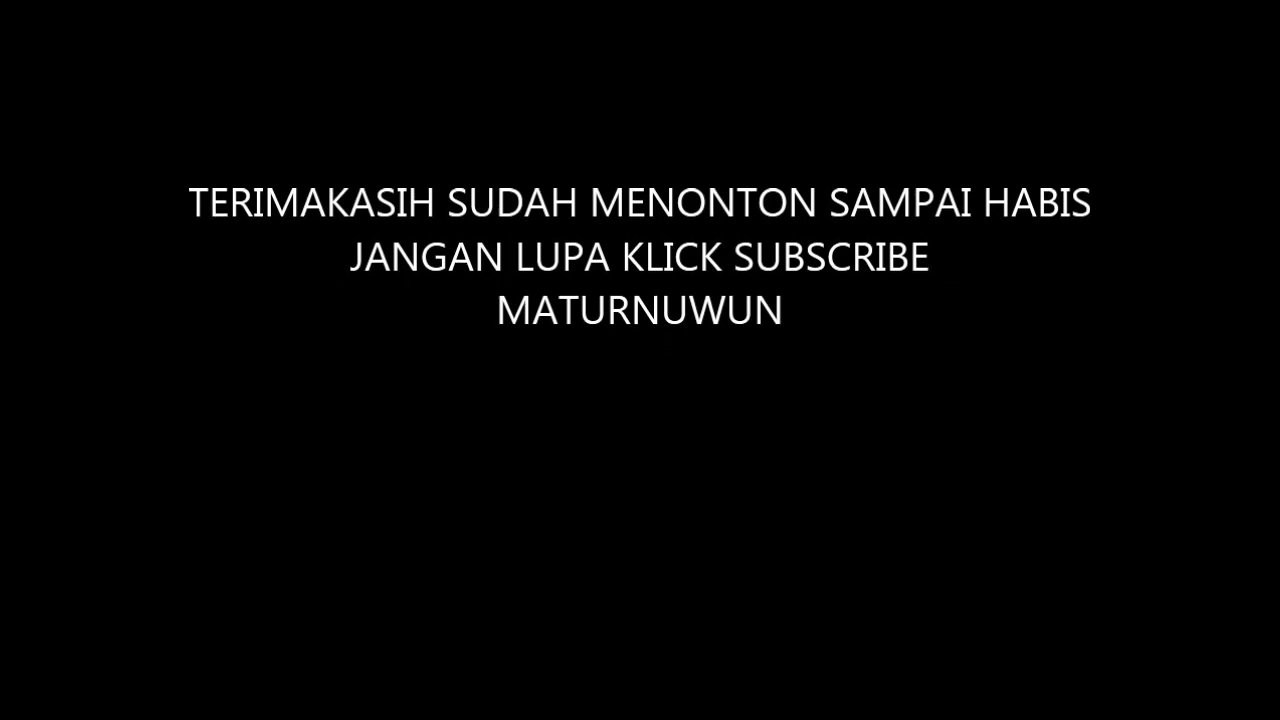 TERIMAKASIH SUDAH MENONTON SAMPAI HABIS
JANGAN LUPA KLICK SUBSCRIBE
MATURNUWUN